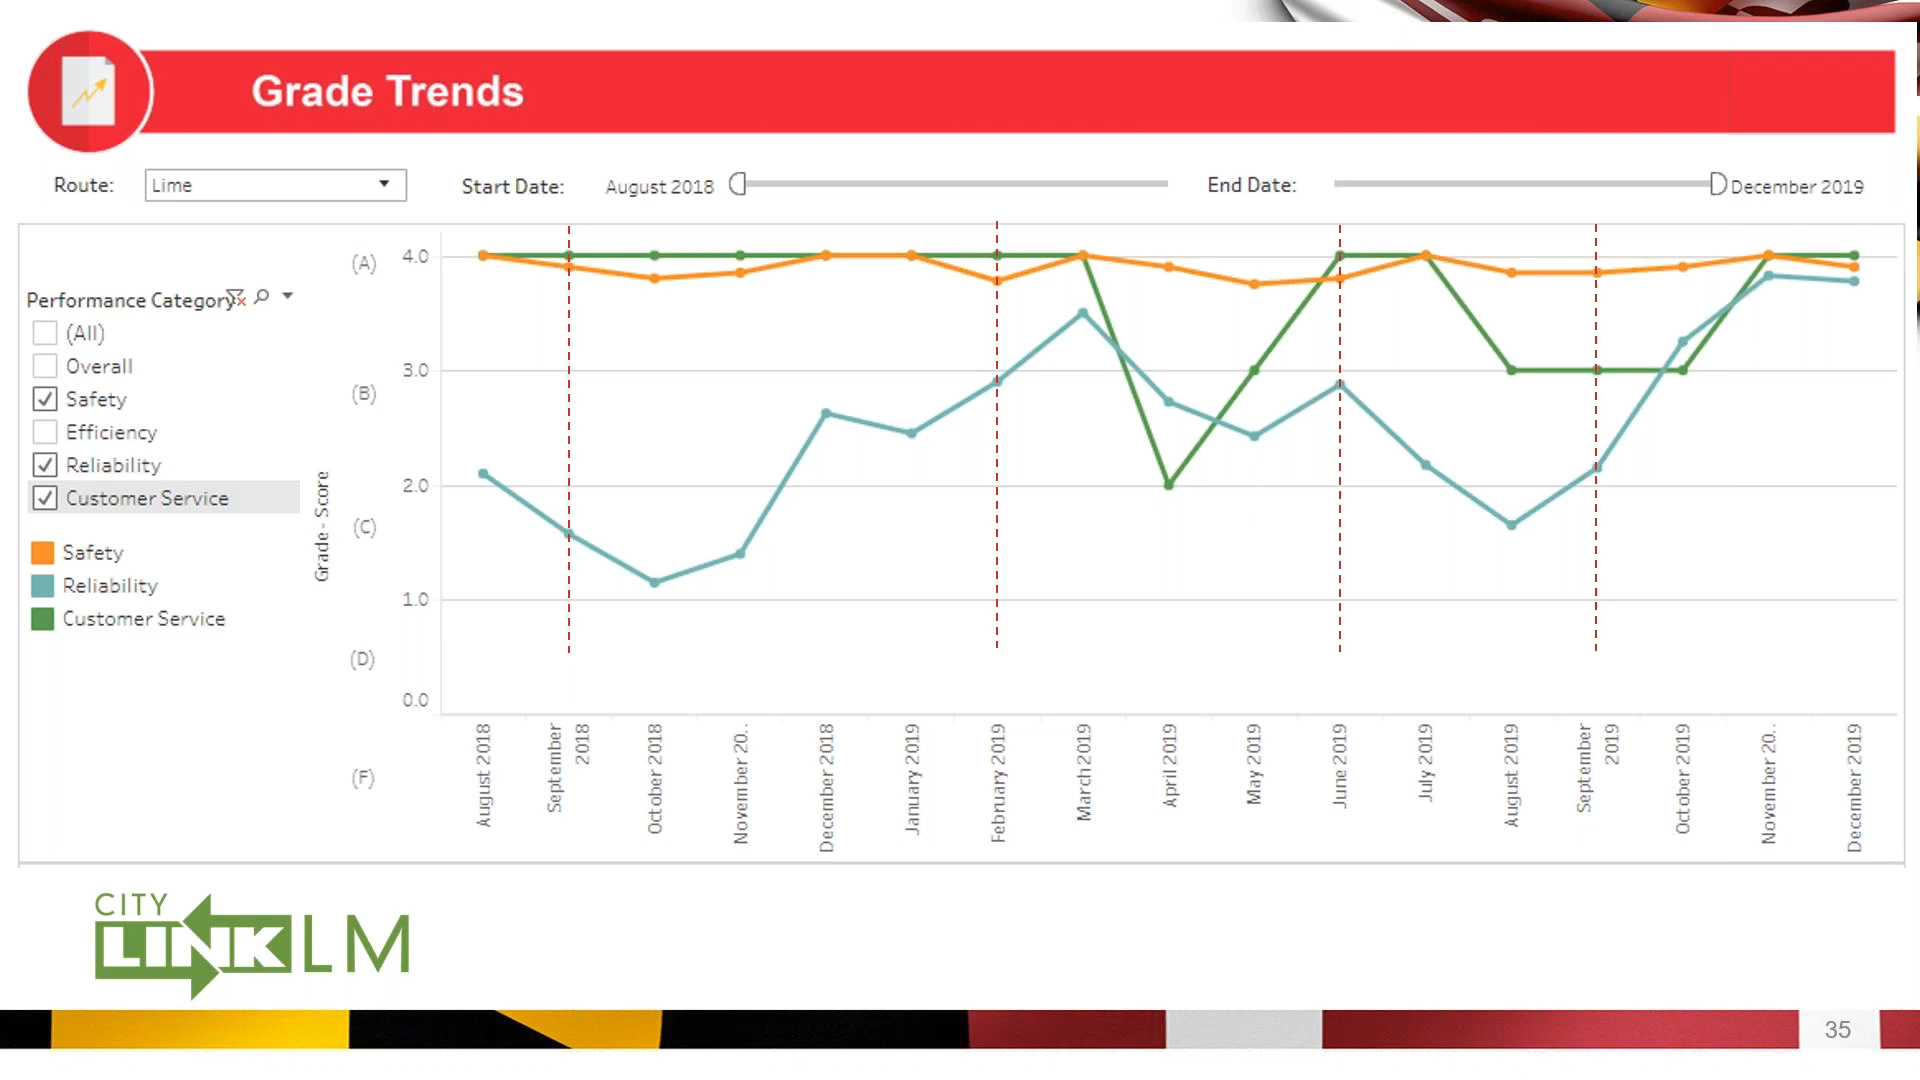 Grade Trends
Route:
Lime
Start Date:
August 2018
End Date:
December 2019
Performance Category
(All)
Overall
Safety
Efficiency
Reliability
Customer Service
Safety
Reliability
Customer Service
Grade - Score
(A)
(B)
(C)
(D)
(F)
4.0
3.0
2.0
1.0
0.0
August 2018
September
2018
October 2018
November 20..
December 2018
January 2019
February 2019
March 2019
April 2019
May 2019
June 2019
July 2019
August 2019
September
2019
October 2019
November 20..
December 2019
CITY
LINK LM
35